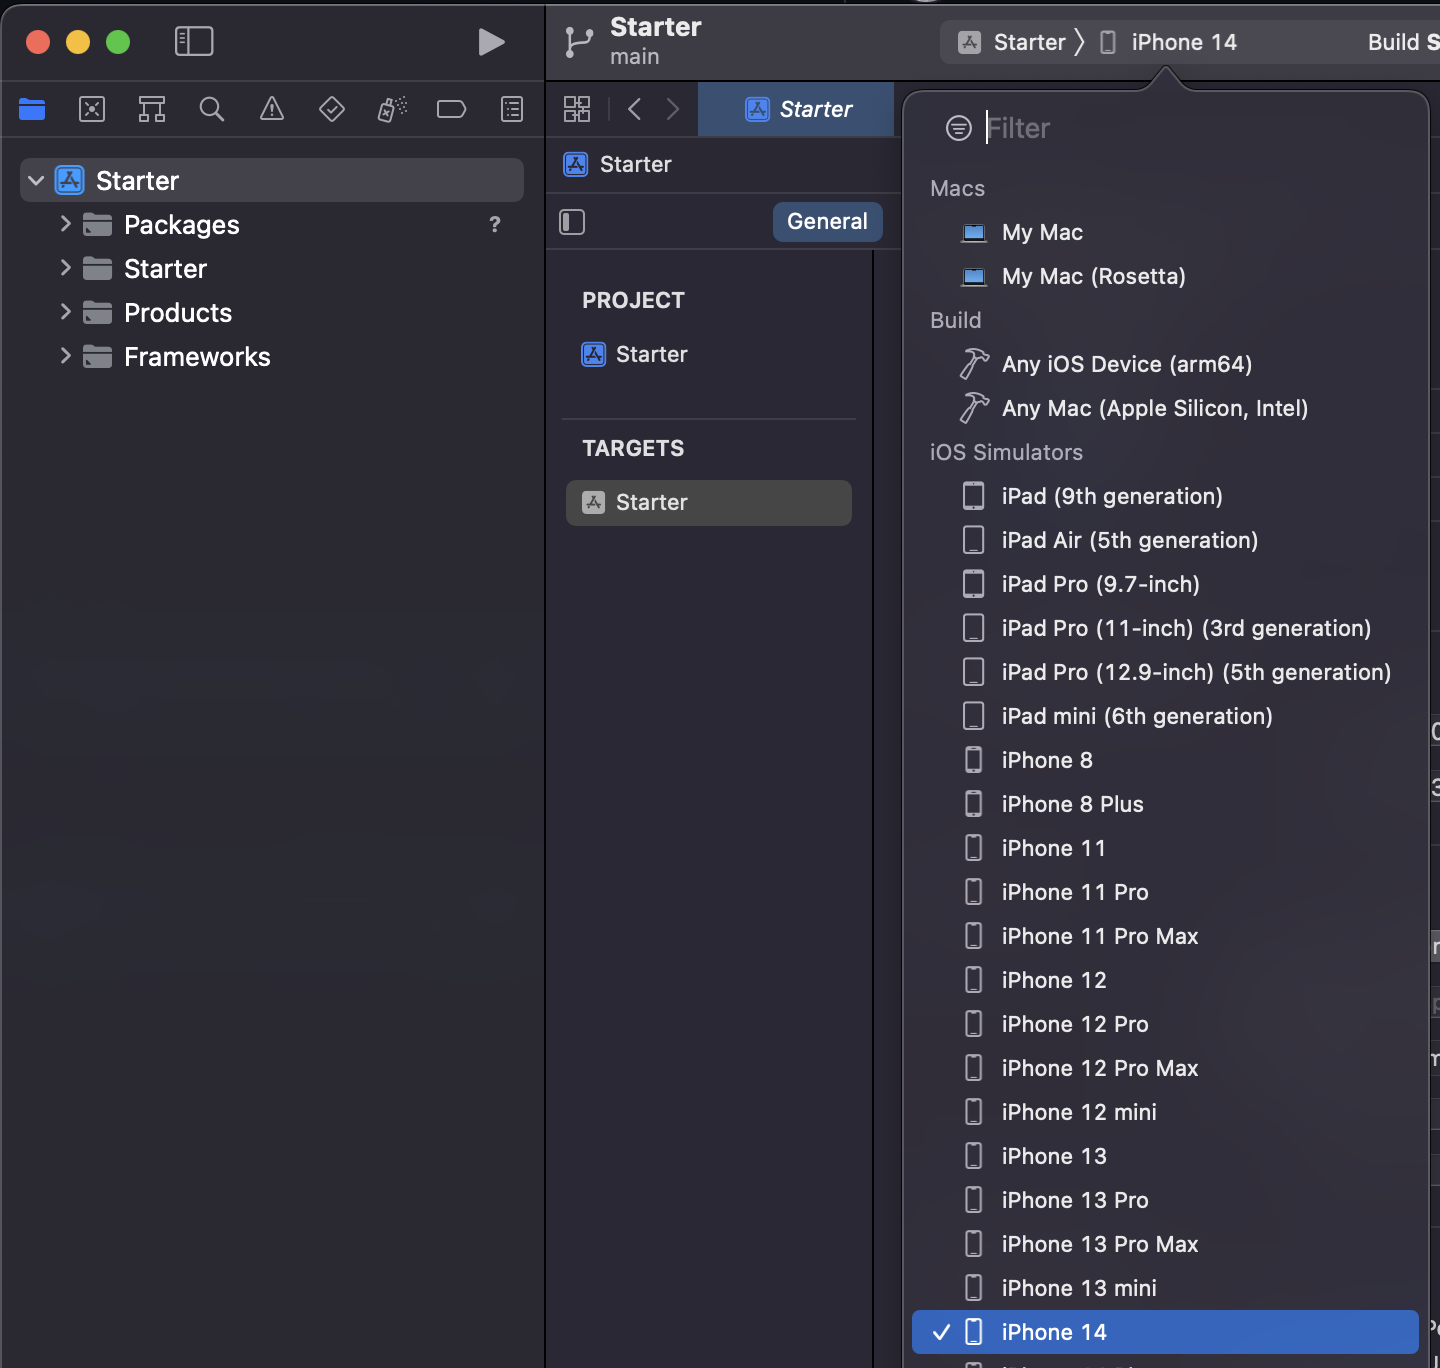 Starter
main
Starter
iPhone 14
Build S
Starter
Packages
?
Starter
Products
Frameworks
Starter
Starter
General
PROJECT
Starter
TARGETS
Starter
Filter
Macs
My Mac
My Mac (Rosetta)
Build
Any iOS Device (arm64)
Any Mac (Apple Silicon, Intel)
iOS Simulators
iPad (9th generation)
iPad Air (5th generation)
iPad Pro (9.7-inch)
iPad Pro (11-inch) (3rd generation)
iPad Pro (12.9-inch) (5th generation)
iPad mini (6th generation)
iPhone 8
iPhone 8 Plus
iPhone 11
iPhone 11 Pro
iPhone 11 Pro Max
iPhone 12
iPhone 12 Pro
iPhone 12 Pro Max
iPhone 12 mini
iPhone 13
iPhone 13 Pro
iPhone 13 Pro Max
iPhone 13 mini
iPhone 14